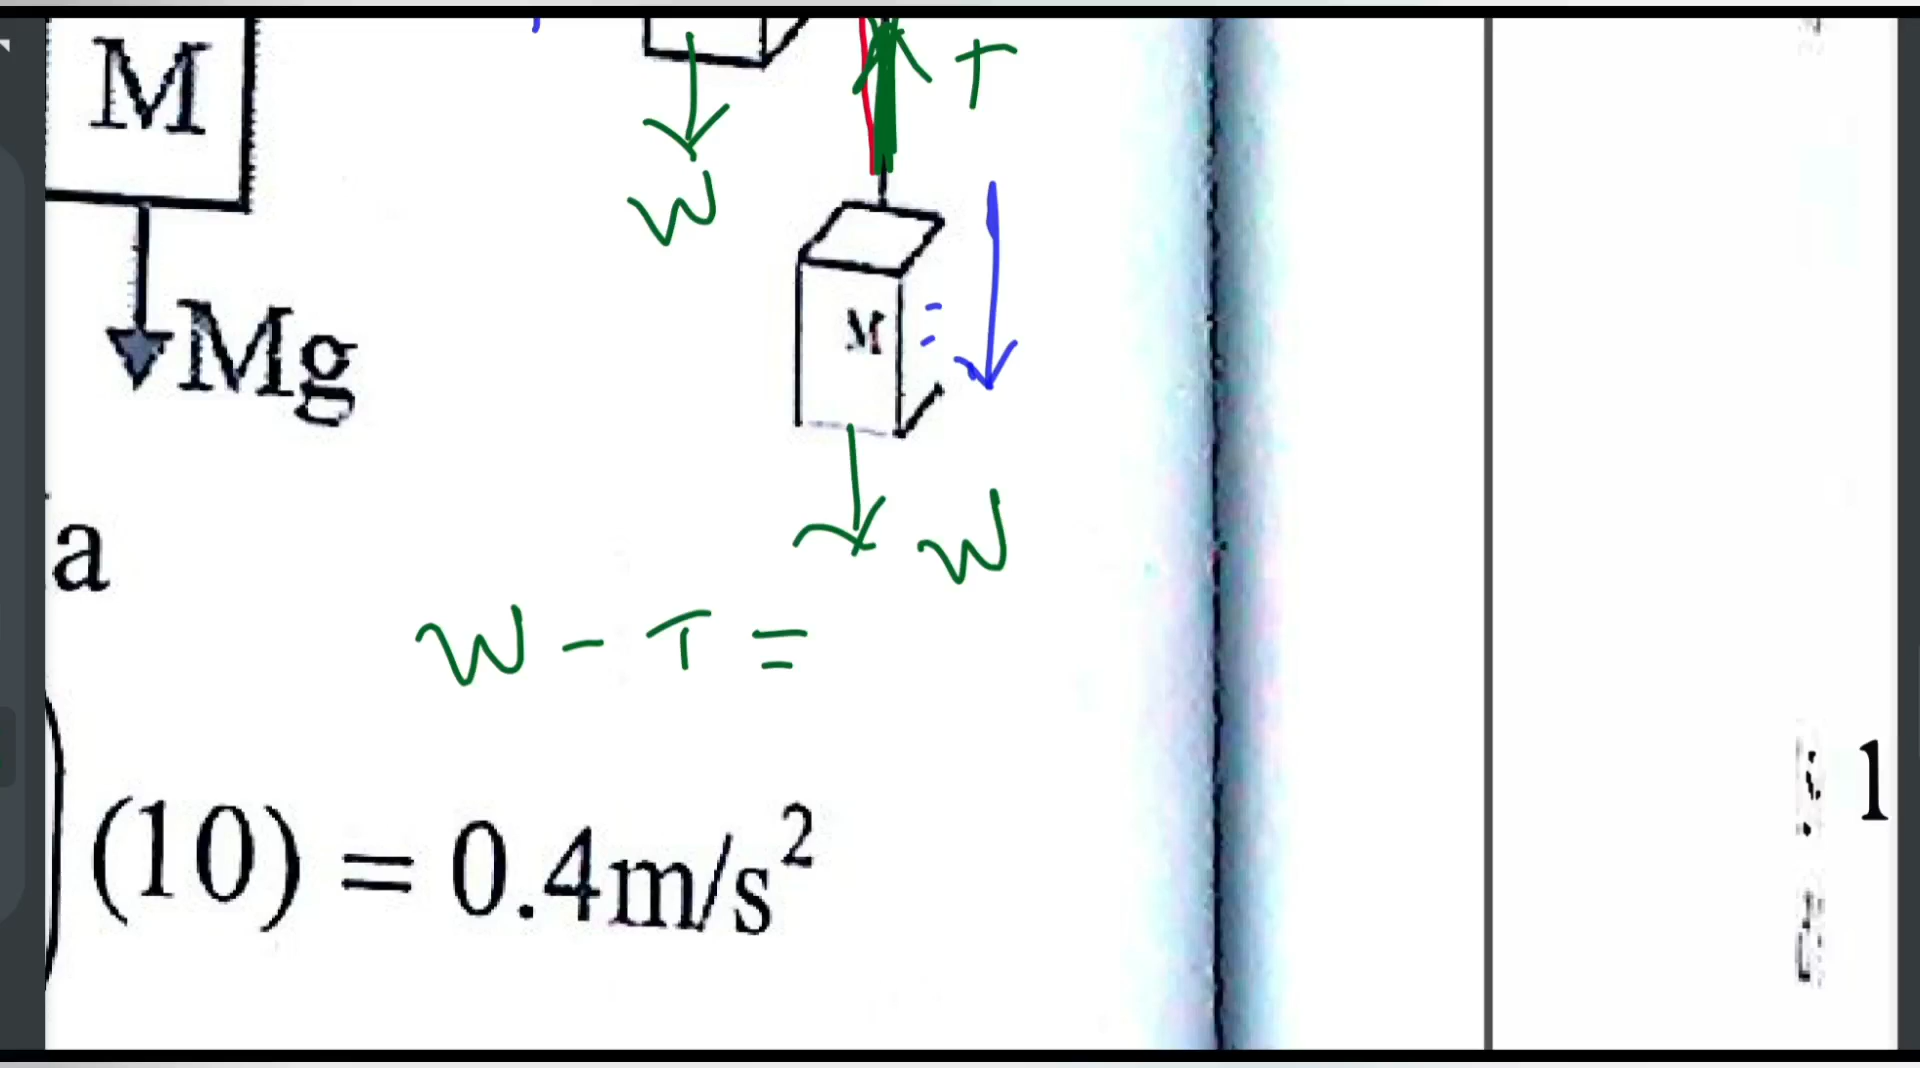 M
T
W
Mg
M
a
W
W - T =
(10) = 0.4m/s²
1